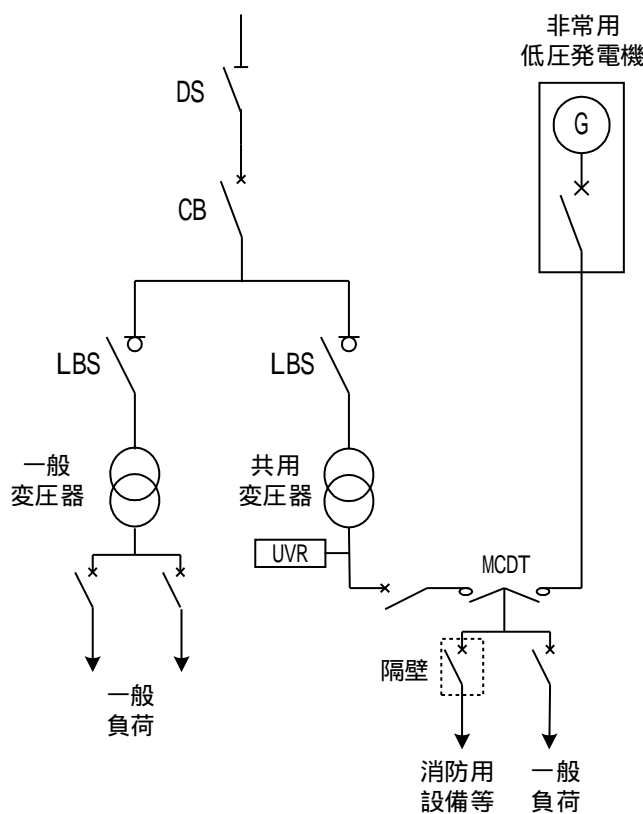 非常用
低圧発電機
G
DS
CB
LBS
LBS
一般
変圧器
共用
変圧器
UVR
MCDT
隔壁
一般
負荷
消防用
設備等
一般
負荷